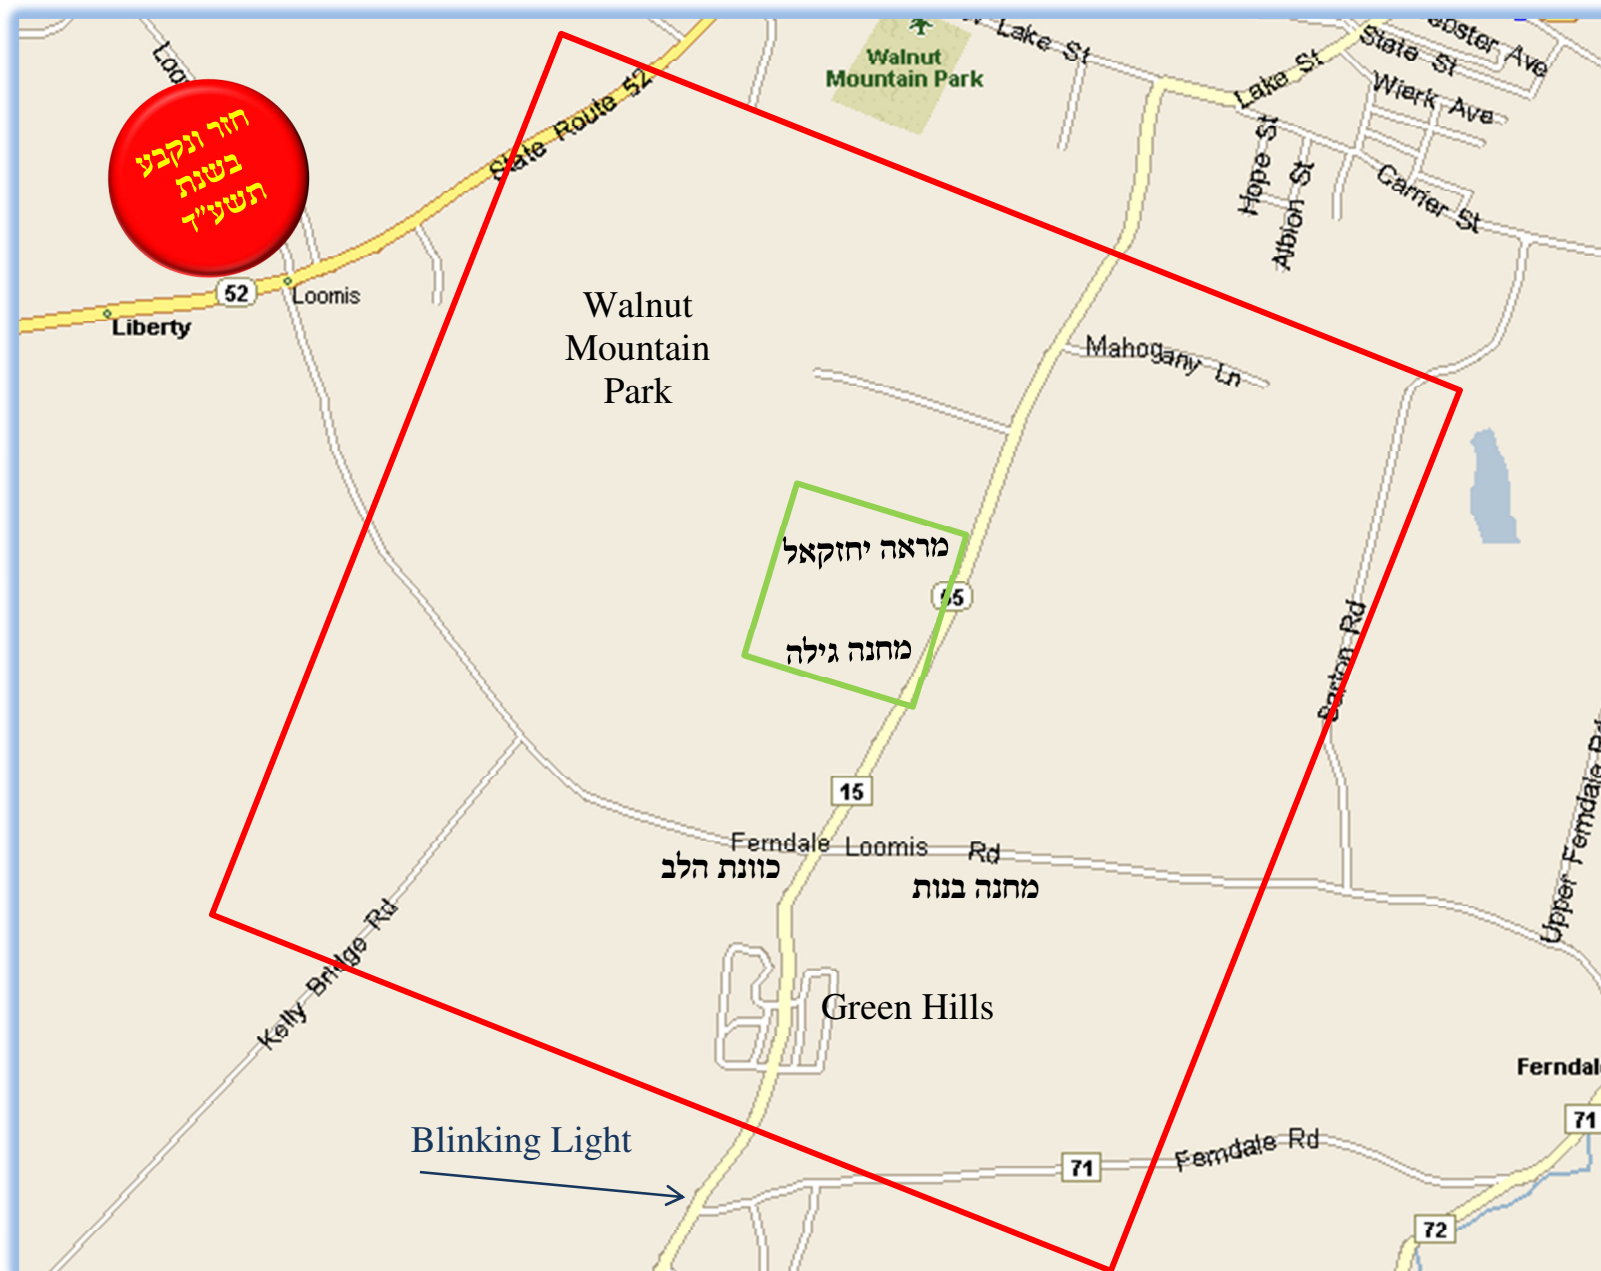 Lake St
Lake St
State St
Wierk Ave
Walnut
Mountain Park
Hope St
Albion St
Carrier St
State Route 52
חזר ונקבע
בשנת
תשע״ד
52
Loomis
Liberty
Walnut
Mountain
Park
Mahogany Ln
מראה יחזקאל
55
מחנה גילה
Barton Rd
15
Ferndale Loomis Rd
כוונת הלב
מחנה בנות
Upper Ferndale Rd
Kelly Bridge Rd
Green Hills
Blinking Light
71
Ferndale Rd
71
72